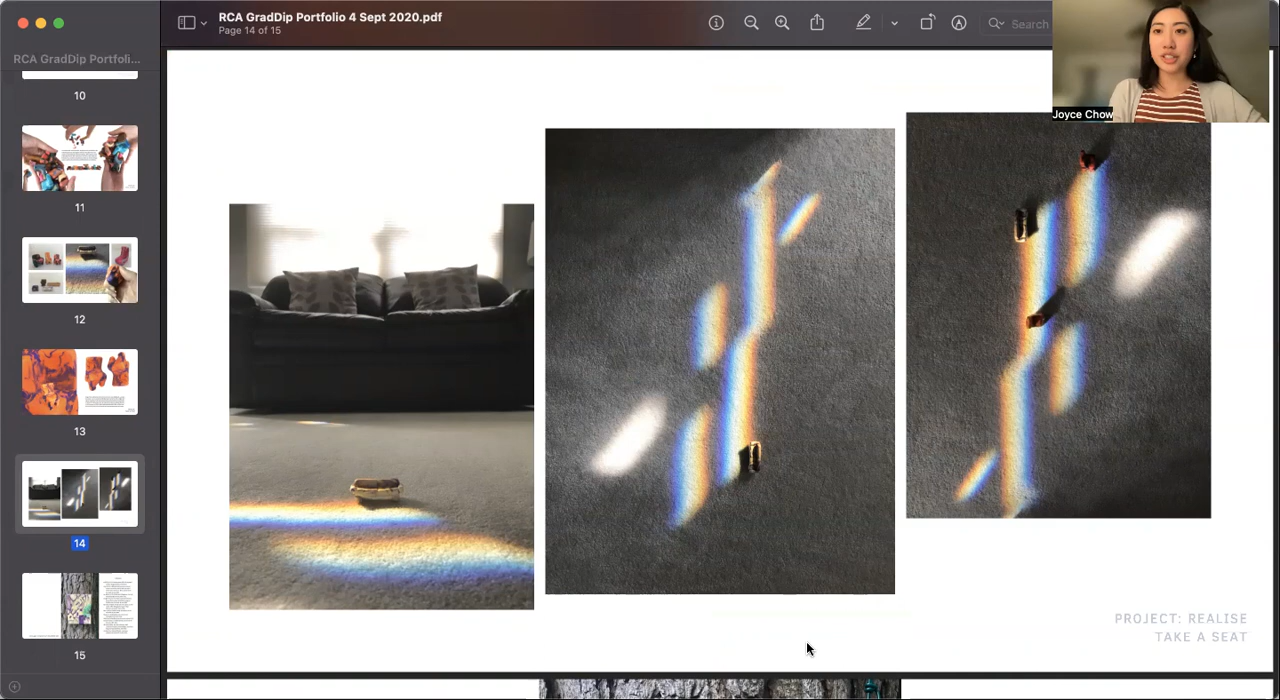 RCA GradDip Portfolio 4 Sept 2020.pdf
Page 14 of 15
Search
RCA GradDip Portfoli...
10
11
12
13
14
15
Joyce Chow
PROJECT: REALISE
TAKE A SEAT